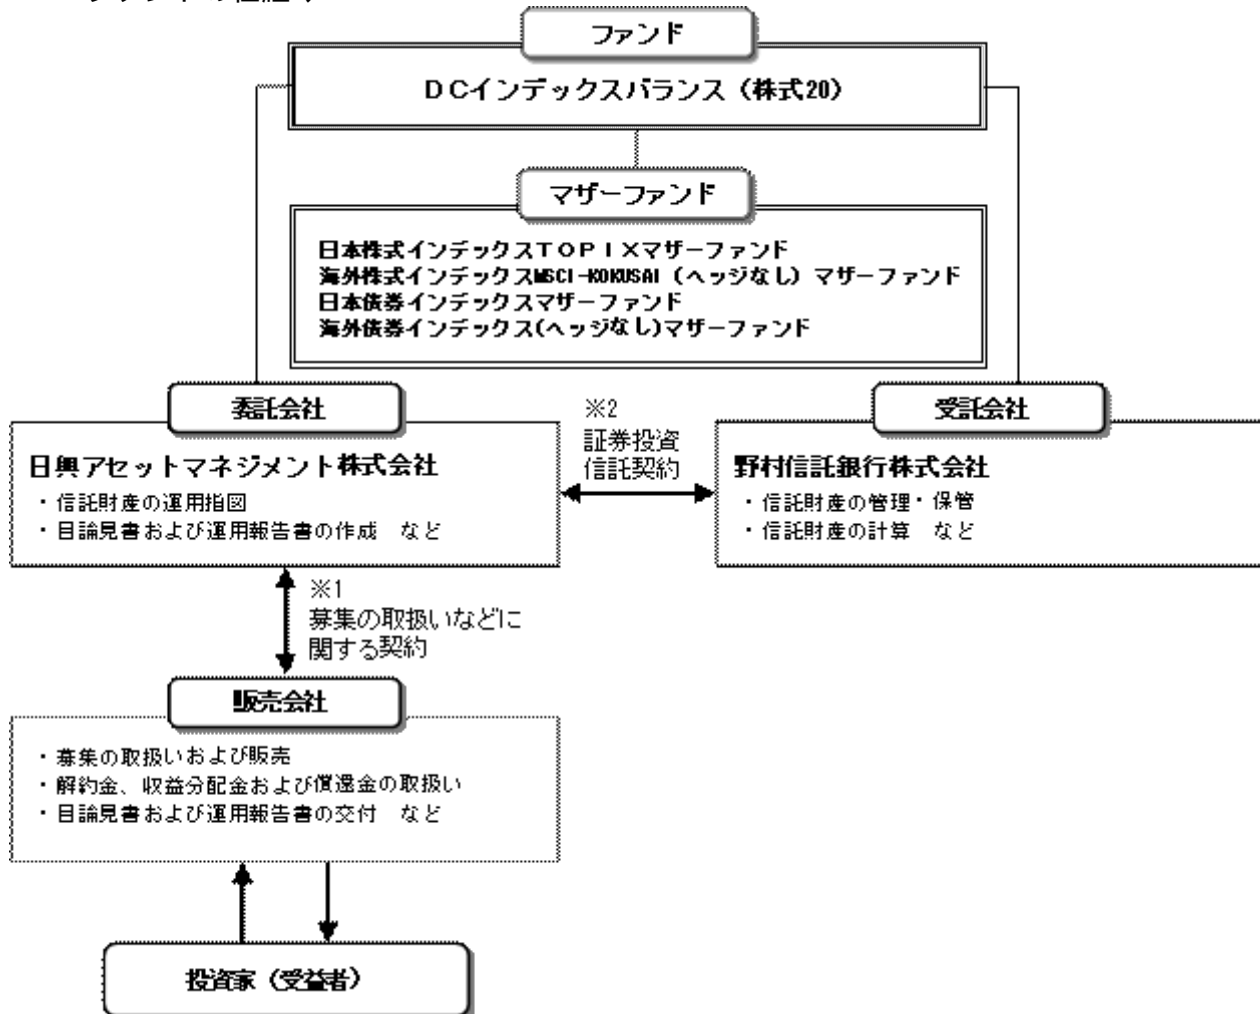 ファンド
DCインデックスバランス（株式20）
マザーファンド
日本株式インデックスTOPIXマザーファンド
海外株式インデックスMSCI-KOKUSAI（ヘッジなし）マザーファンド
日本債券インデックスマザーファンド
海外債券インデックス(ヘッジなし)マザーファンド
委託会社
日興アセットマネジメント株式会社
・信託財産の運用指図
・目論見書および運用報告書の作成　など
※2
証券投資
信託契約
受託会社
野村信託銀行株式会社
・信託財産の管理・保管
・信託財産の計算　など
※1
募集の取扱いなどに
関する契約
販売会社
・募集の取扱いおよび販売
・解約金、収益分配金および償還金の取扱い
・目論見書および運用報告書の交付　など
投資家（受益者）